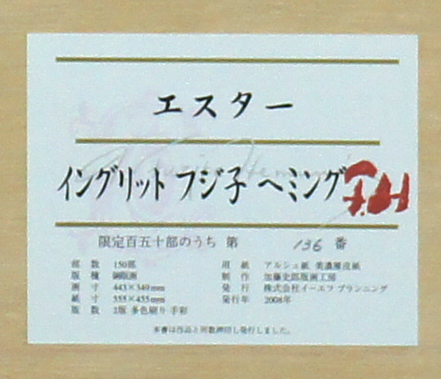 エスター
イングリット フジ子 ヘミング
限定百五十部のうち 第 136 番
部 数 150部
版 種 銅版画
画 寸 443×349mm
紙 寸 555×455mm
版 数 2版 多色刷り 手彩
用 紙 アルシュ紙 美濃雁皮紙
制 作 加藤史郎版画工房
発 行 株式会社イーエフ プランニング
発行年 2008年
本書は作品と同数押印し発行しました。